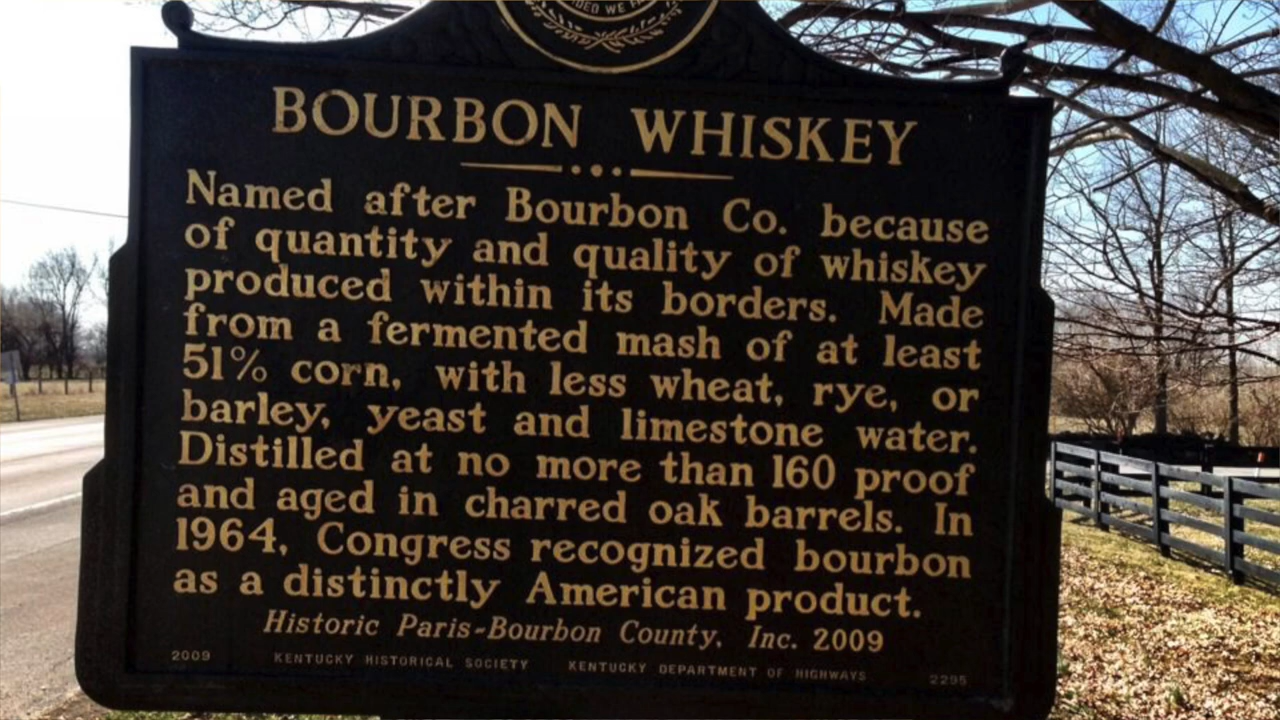 DED WE FA
BOURBON WHISKEY
Named after Bourbon Co. because
of quantity and quality of whiskey
produced within its borders. Made
from a fermented mash of at least
51% corn, with less wheat, rye, or
barley, yeast and limestone water.
Distilled at no more than 160 proof
and aged in charred oak barrels. In
1964, Congress recognized bourbon
as a distinctly American product.
Historic Paris-Bourbon County, Inc. 2009
2009 KENTUCKY HISTORICAL SOCIETY KENTUCKY DEPARTMENT OF HIGHWAYS 2295